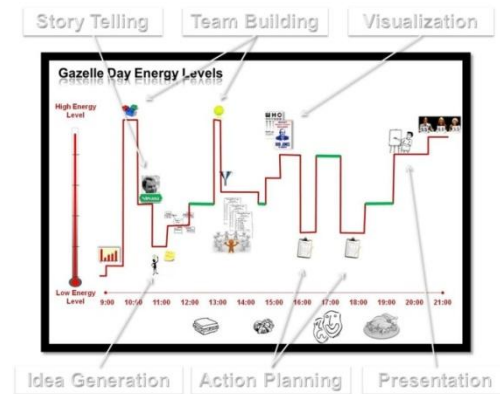 Story Telling
Team Building
Visualization
Gazelle Day Energy Levels
High Energy
Level
Low Energy
Level
9:00
10:00
11:00
12:00
13:00
14:00
15:00
16:00
17:00
18:00
19:00
20:00
21:00
WHO
Idea Generation
Action Planning
Presentation